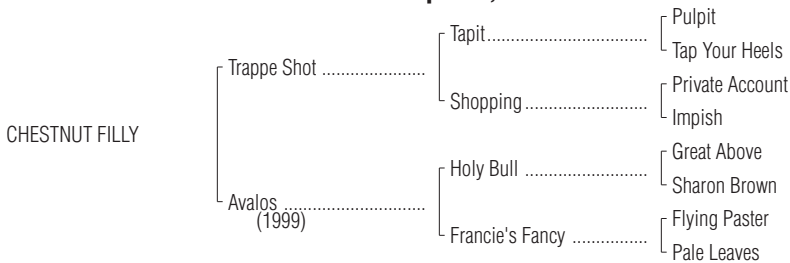 Pulpit
Tapit
Tap Your Heels
Trappe Shot
Private Account
Shopping
Impish
CHESTNUT FILLY
Great Above
Holy Bull
Sharon Brown
Avalos
(1999)
Flying Paster
Francie's Fancy
Pale Leaves